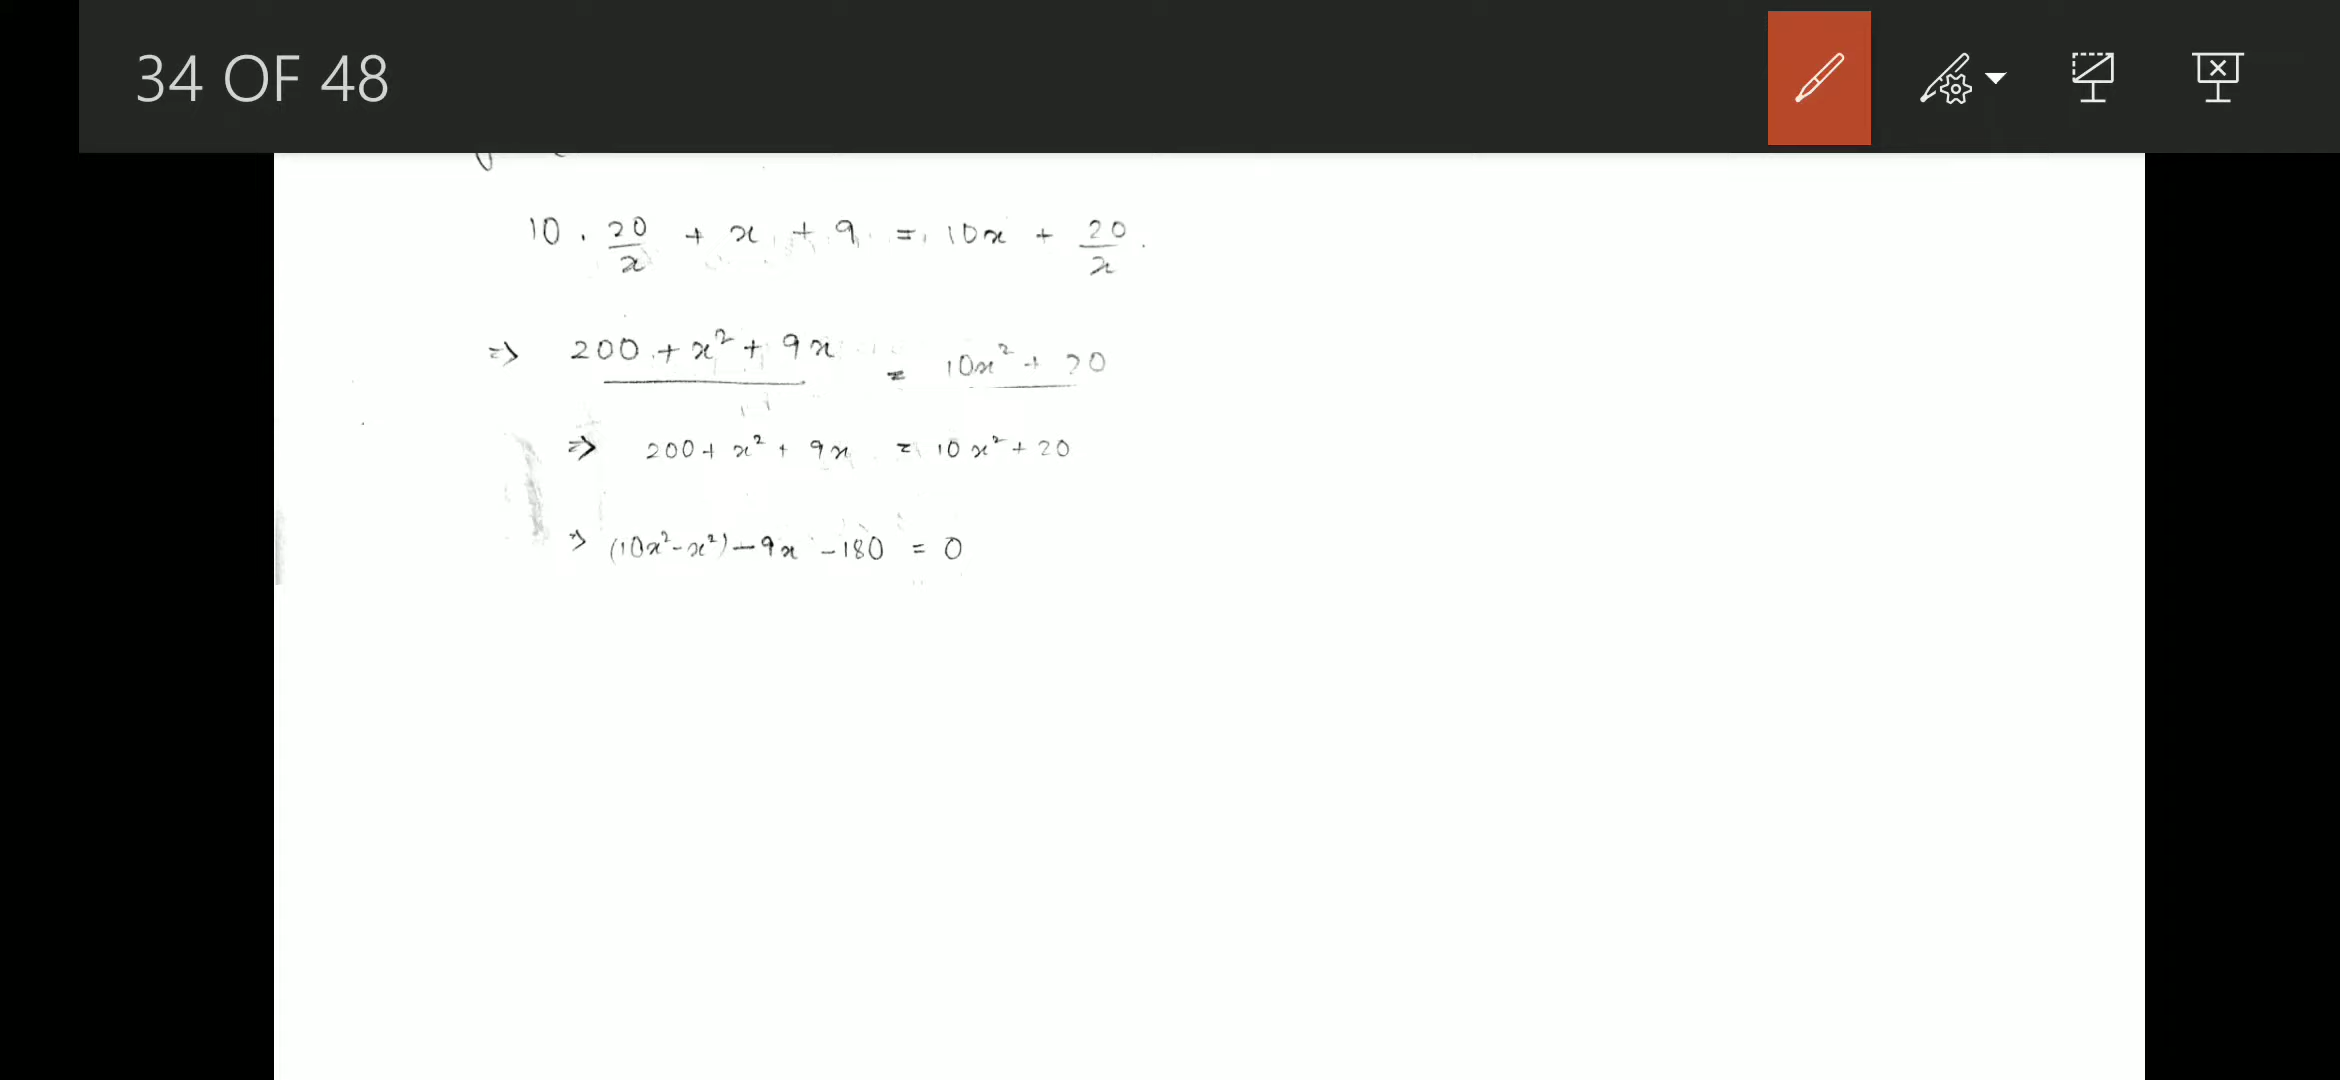 34 OF 48
10 . 20/x + x + 9 = 10x + 20/x .
⇒ 200 + x² + 9x = 10x² + 20
⇒ 200 + x² + 9x = 10x² + 20
⇒ (10x² - x²) - 9x - 180 = 0